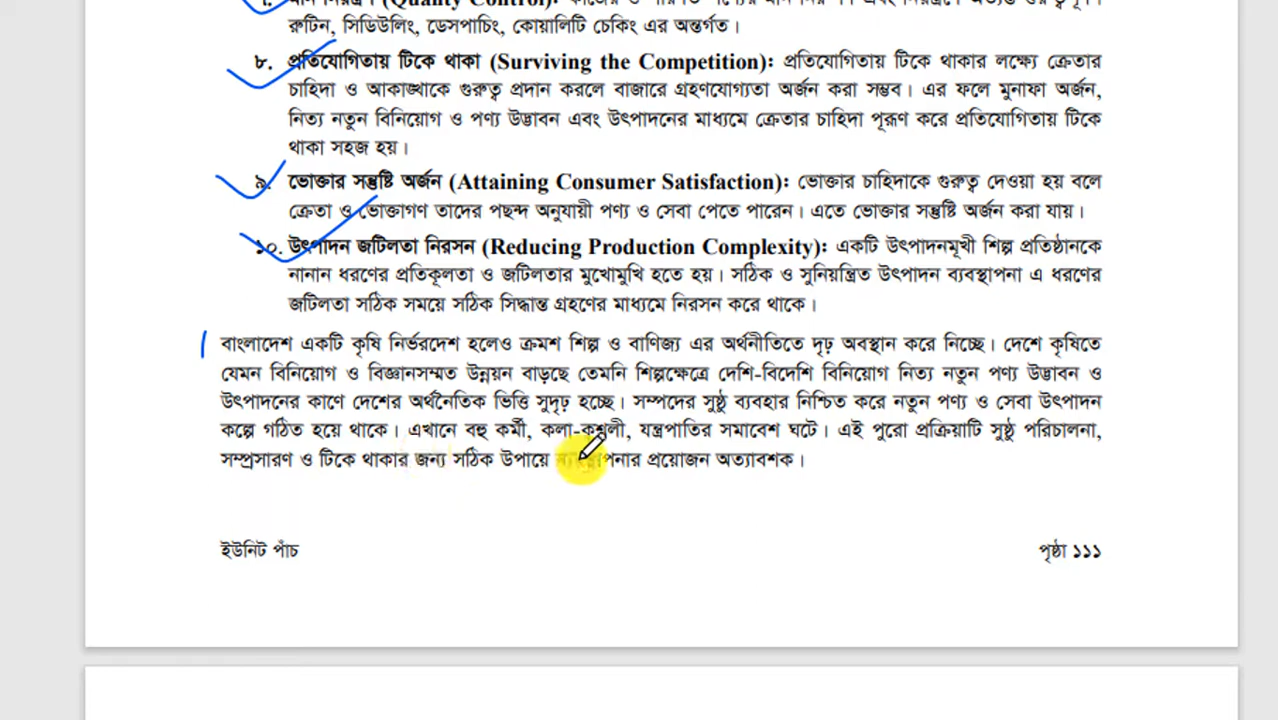 ৭. মান নিয়ন্ত্রণ (Quality Control):
রুটিন, সিডিউলিং, ডেসপাচিং, কোয়ালিটি চেকিং এর অন্তর্গত।
৮. প্রতিযোগিতায় টিকে থাকা (Surviving the Competition): প্রতিযোগিতায় টিকে থাকার লক্ষ্যে ক্রেতার
চাহিদা ও আকাঙ্খাকে গুরুত্ব প্রদান করলে বাজারে গ্রহণযোগ্যতা অর্জন করা সম্ভব। এর ফলে মুনাফা অর্জন,
নিত্য নতুন বিনিয়োগ ও পণ্য উদ্ভাবন এবং উৎপাদনের মাধ্যমে ক্রেতার চাহিদা পূরূণ করে প্রতিযোগিতায় টিকে
থাকা সহজ হয়।
৯. ভোক্তার সন্তুষ্টি অর্জন (Attaining Consumer Satisfaction): ভোক্তার চাহিদাকে গুরুত্ব দেওয়া হয় বলে
ক্রেতা ও ভোক্তাগণ তাদের পছন্দ অনুযায়ী পণ্য ও সেবা পেতে পারেন। এতে ভোক্তার সন্তুষ্টি অর্জন করা যায়।
১০. উৎপাদন জটিলতা নিরসন (Reducing Production Complexity): একটি উৎপাদনমূখী শিল্প প্রতিষ্ঠানকে
নানান ধরণের প্রতিকূলতা ও জটিলতার মুখোমুখি হতে হয়। সঠিক ও সুনিয়ন্ত্রিত উৎপাদন ব্যবস্থাপনা এ ধরণের
জটিলতা সঠিক সময়ে সঠিক সিদ্ধান্ত গ্রহণের মাধ্যমে নিরসন করে থাকে।
বাংলাদেশ একটি কৃষি নির্ভরদেশ হলেও ক্রমশ শিল্প ও বাণিজ্য এর অর্থনীতিতে দৃঢ় অবস্থান করে নিচ্ছে। দেশে কৃষিতে
যেমন বিনিয়োগ ও বিজ্ঞানসম্মত উন্নয়ন বাড়ছে তেমনি শিল্পক্ষেত্রে দেশি-বিদেশি বিনিয়োগ নিত্য নতুন পণ্য উদ্ভাবন ও
উৎপাদনের কাণে দেশের অর্থনৈতিক ভিত্তি সুদৃঢ় হচ্ছে। সম্পদের সুষ্ঠু ব্যবহার নিশ্চিত করে নতুন পণ্য ও সেবা উৎপাদন
কল্পে গঠিত হয়ে থাকে। এখানে বহু কর্মী, কলা-কশুলী, যন্ত্রপাতির সমাবেশ ঘটে। এই পুরো প্রক্রিয়াটি সুষ্ঠু পরিচালনা,
সম্প্রসারণ ও টিকে থাকার জন্য সঠিক উপায়ে প্রয়োজন অত্যাবশক।
ইউনিট পাঁচ
পৃষ্ঠা ১১১